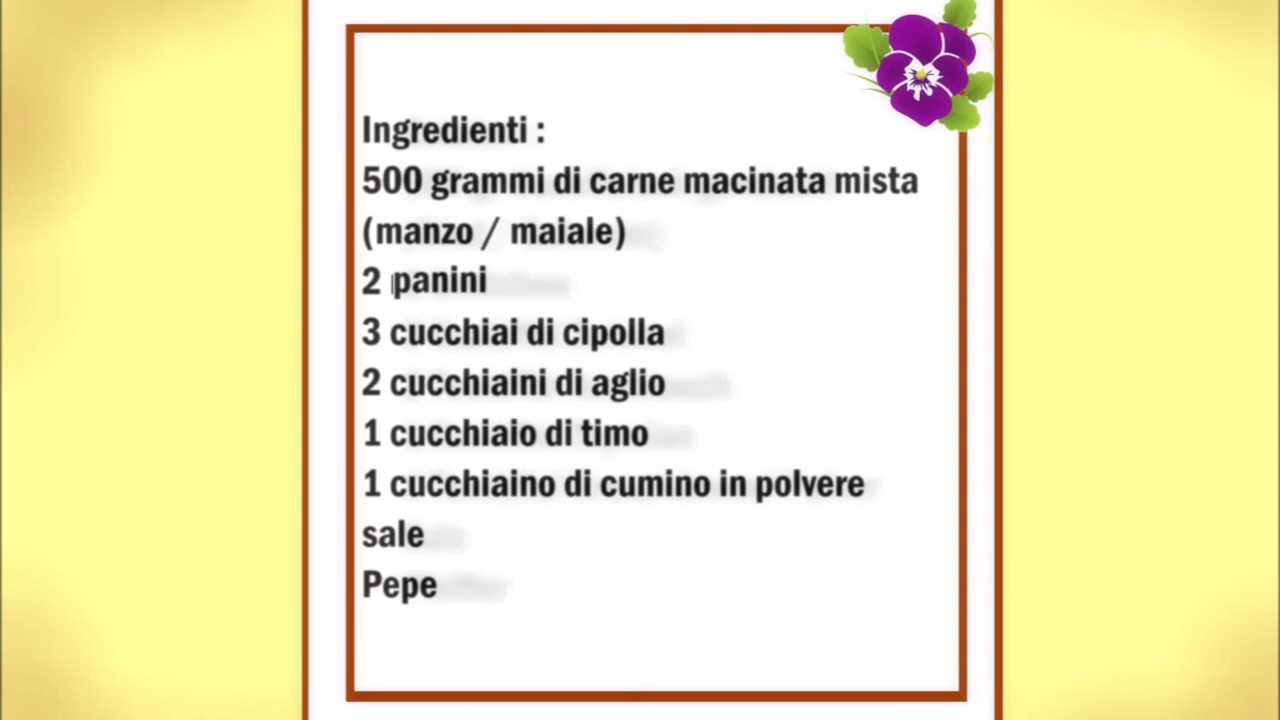 Ingredienti :
500 grammi di carne macinata mista
(manzo / maiale)
2 panini
3 cucchiai di cipolla
2 cucchiaini di aglio
1 cucchiaio di timo
1 cucchiaino di cumino in polvere
sale
Pepe